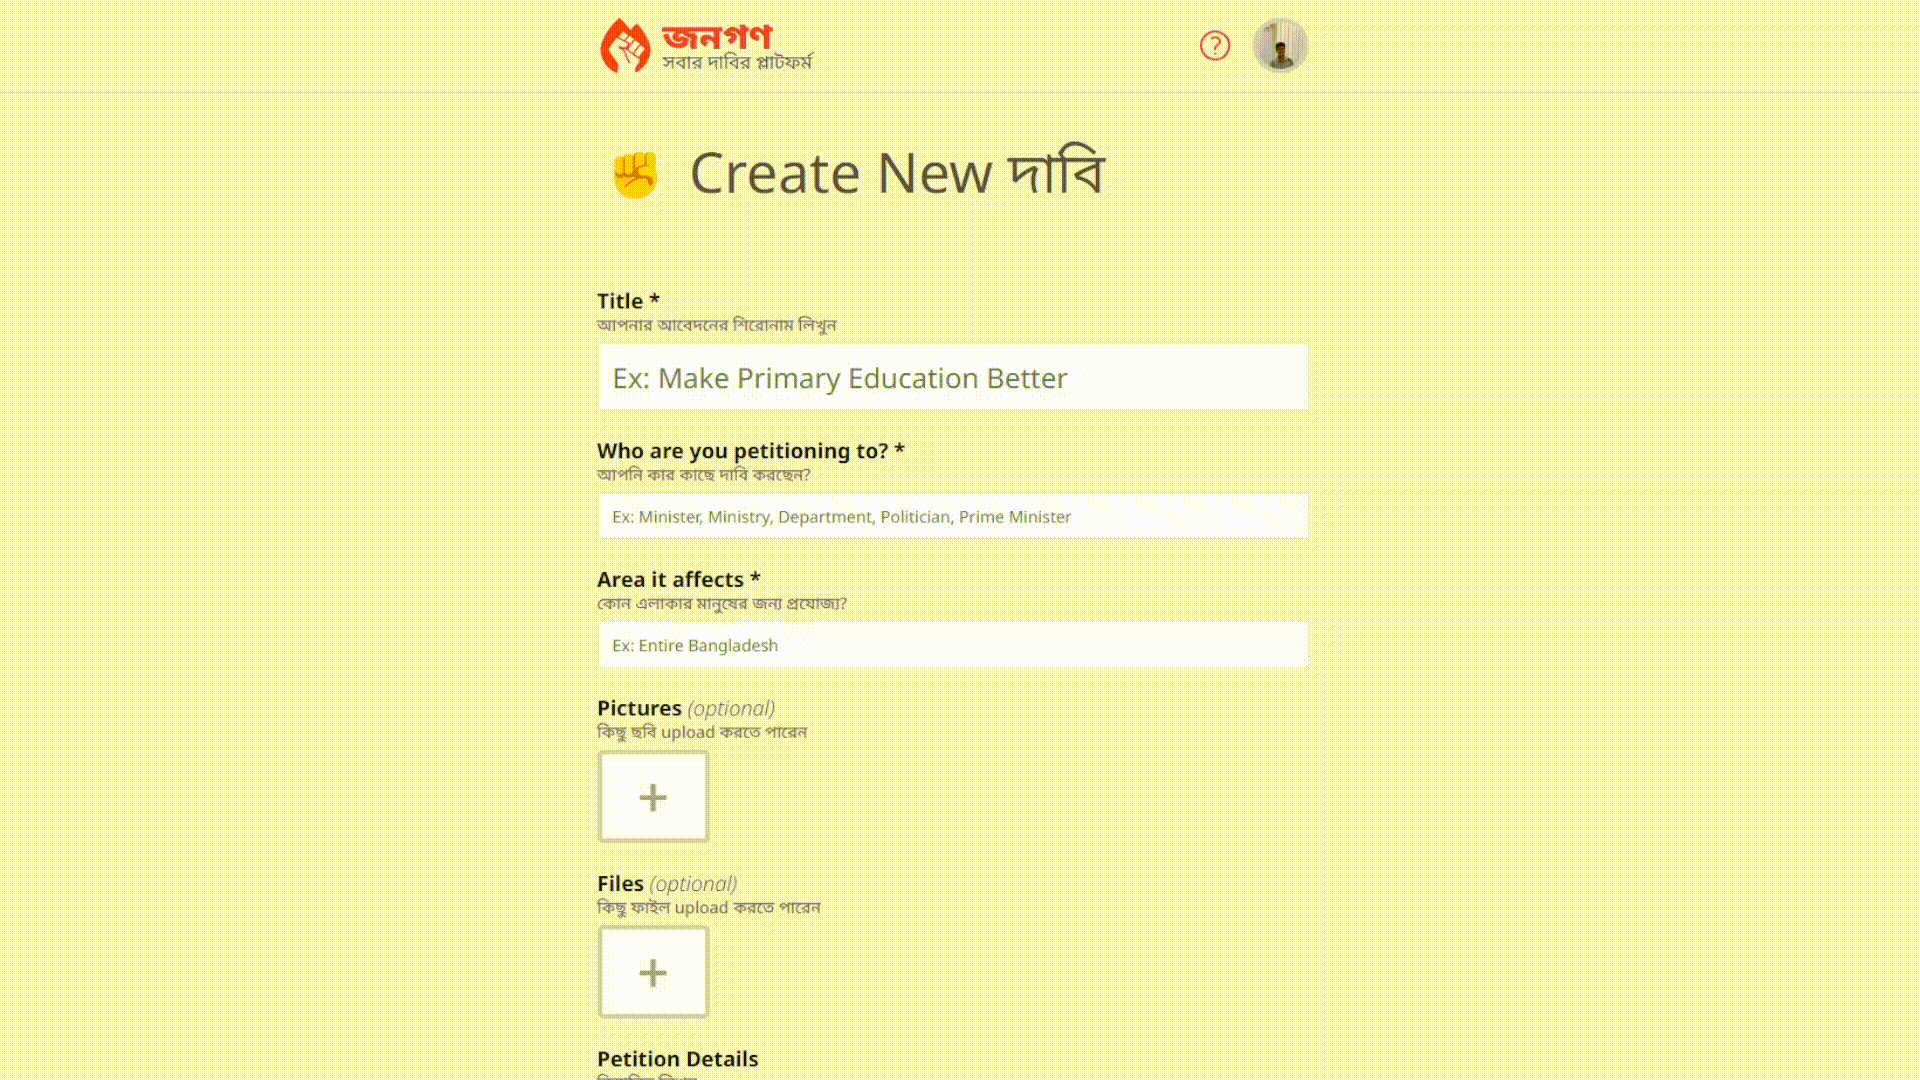 জনগণ
সবার দাবির প্লাটফর্ম
Create New দাবি
Title *
আপনার আবেদনের শিরোনাম লিখুন
Ex: Make Primary Education Better
Who are you petitioning to? *
আপনি কার কাছে দাবি করছেন?
Ex: Minister, Ministry, Department, Politician, Prime Minister
Area it affects *
কোন এলাকার মানুষের জন্য প্রযোজ্য?
Ex: Entire Bangladesh
Pictures (optional)
কিছু ছবি upload করতে পারেন
Files (optional)
কিছু ফাইল upload করতে পারেন
Petition Details